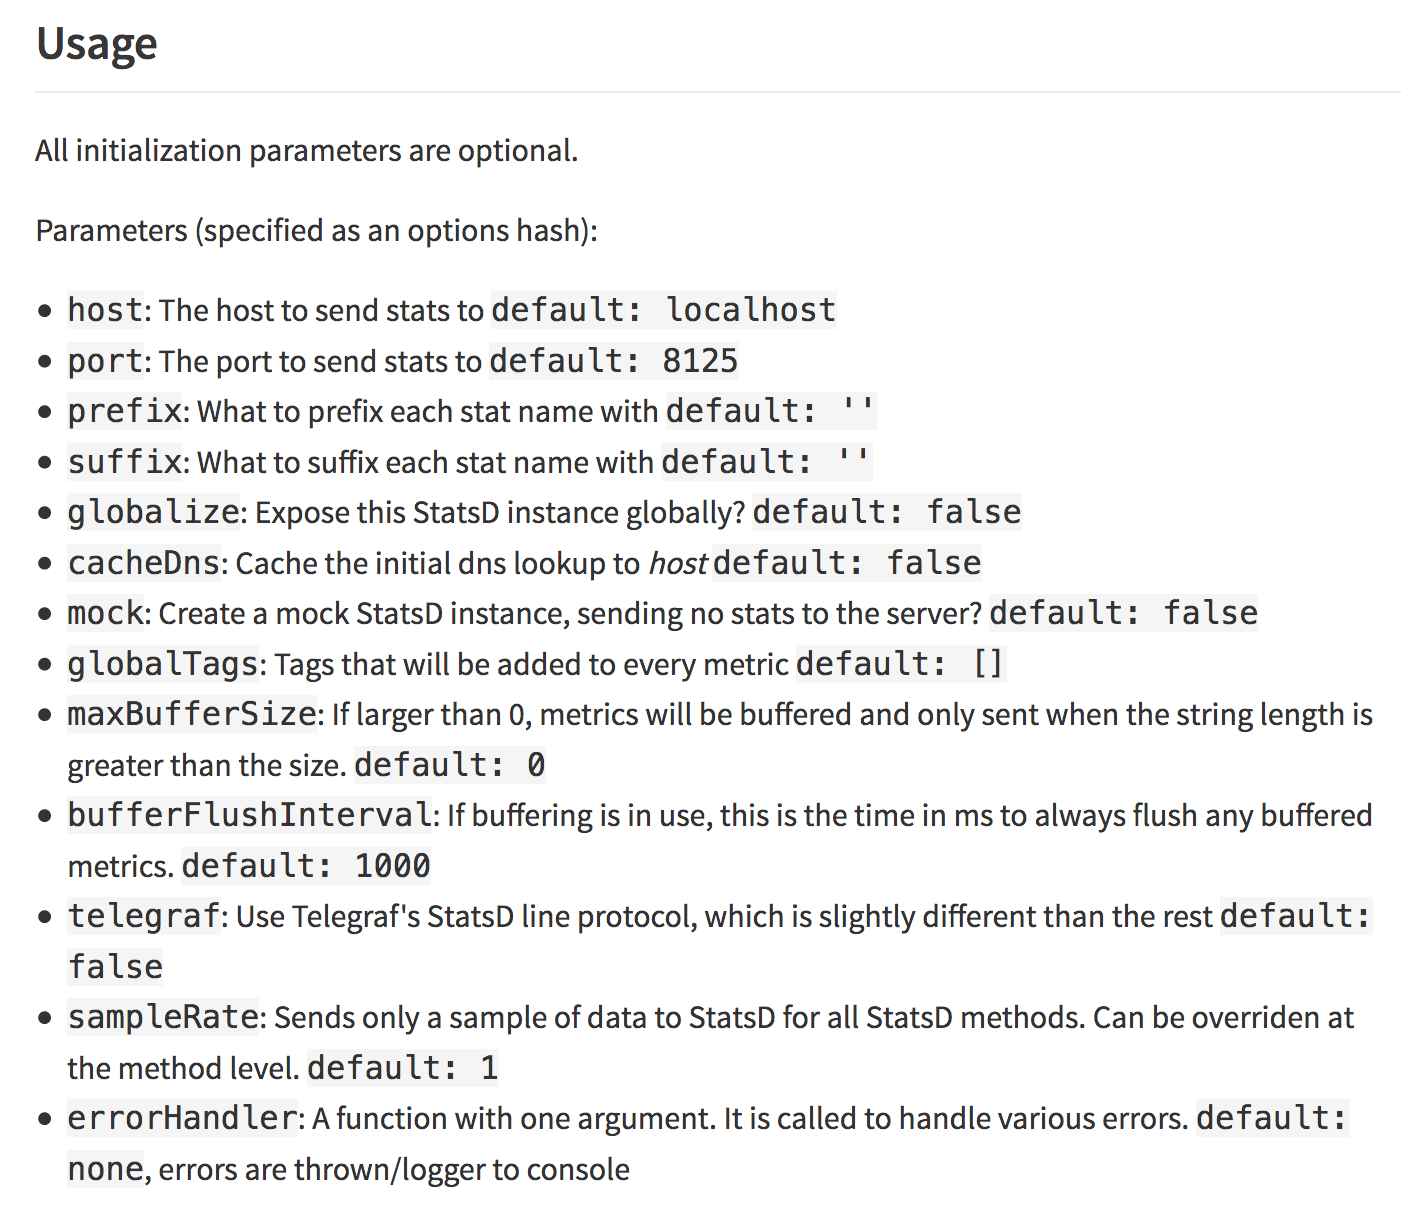 Usage
All initialization parameters are optional.
Parameters (specified as an options hash):
• host: The host to send stats to default: localhost
• port: The port to send stats to default: 8125
• prefix: What to prefix each stat name with default: ''
• suffix: What to suffix each stat name with default: ''
• globalize: Expose this StatsD instance globally? default: false
• cacheDns: Cache the initial dns lookup to host default: false
• mock: Create a mock StatsD instance, sending no stats to the server? default: false
• globalTags: Tags that will be added to every metric default: []
• maxBufferSize: If larger than 0, metrics will be buffered and only sent when the string length is
greater than the size. default: 0
• bufferFlushInterval: If buffering is in use, this is the time in ms to always flush any buffered
metrics. default: 1000
• telegraf: Use Telegraf's StatsD line protocol, which is slightly different than the rest default:
false
• sampleRate: Sends only a sample of data to StatsD for all StatsD methods. Can be overriden at
the method level. default: 1
• errorHandler: A function with one argument. It is called to handle various errors. default:
none, errors are thrown/logger to console